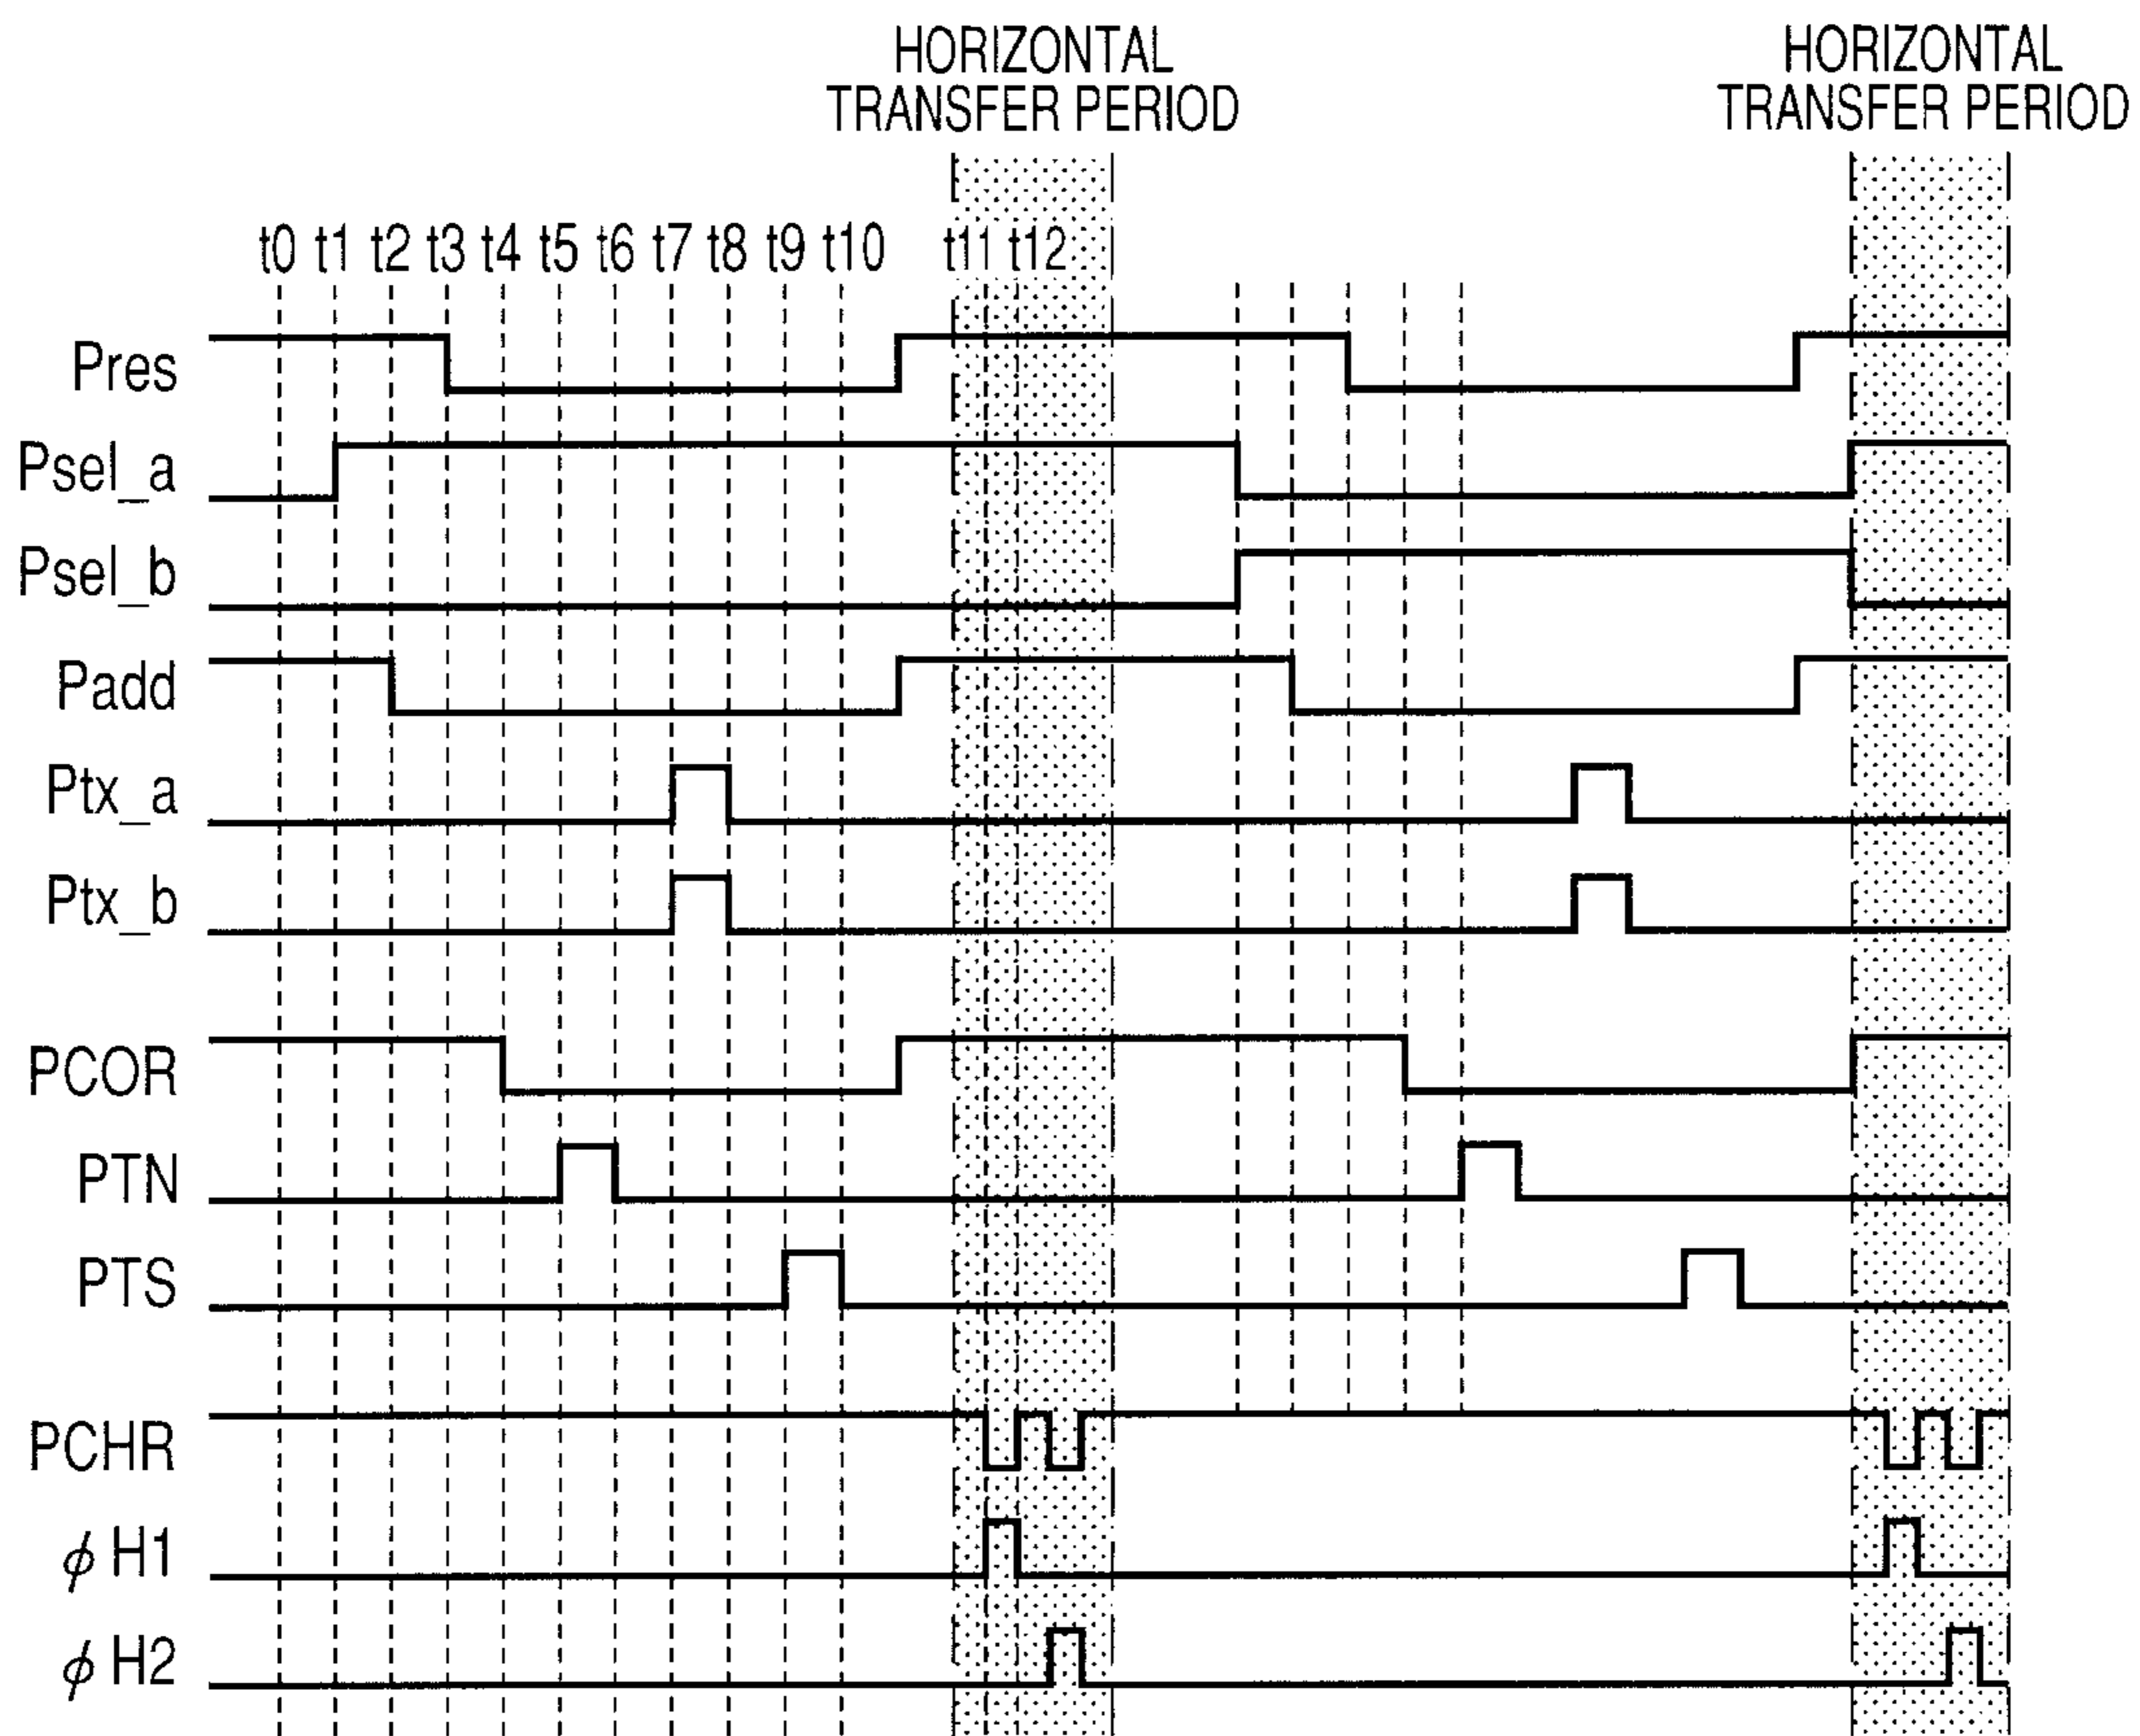 HORIZONTAL
TRANSFER PERIOD
HORIZONTAL
TRANSFER PERIOD
t0 t1 t2 t3 t4 t5 t6 t7 t8 t9 t10 t11 t12
Pres
Psel_a
Psel_b
Padd
Ptx_a
Ptx_b
PCOR
PTN
PTS
PCHR
ϕH1
ϕH2